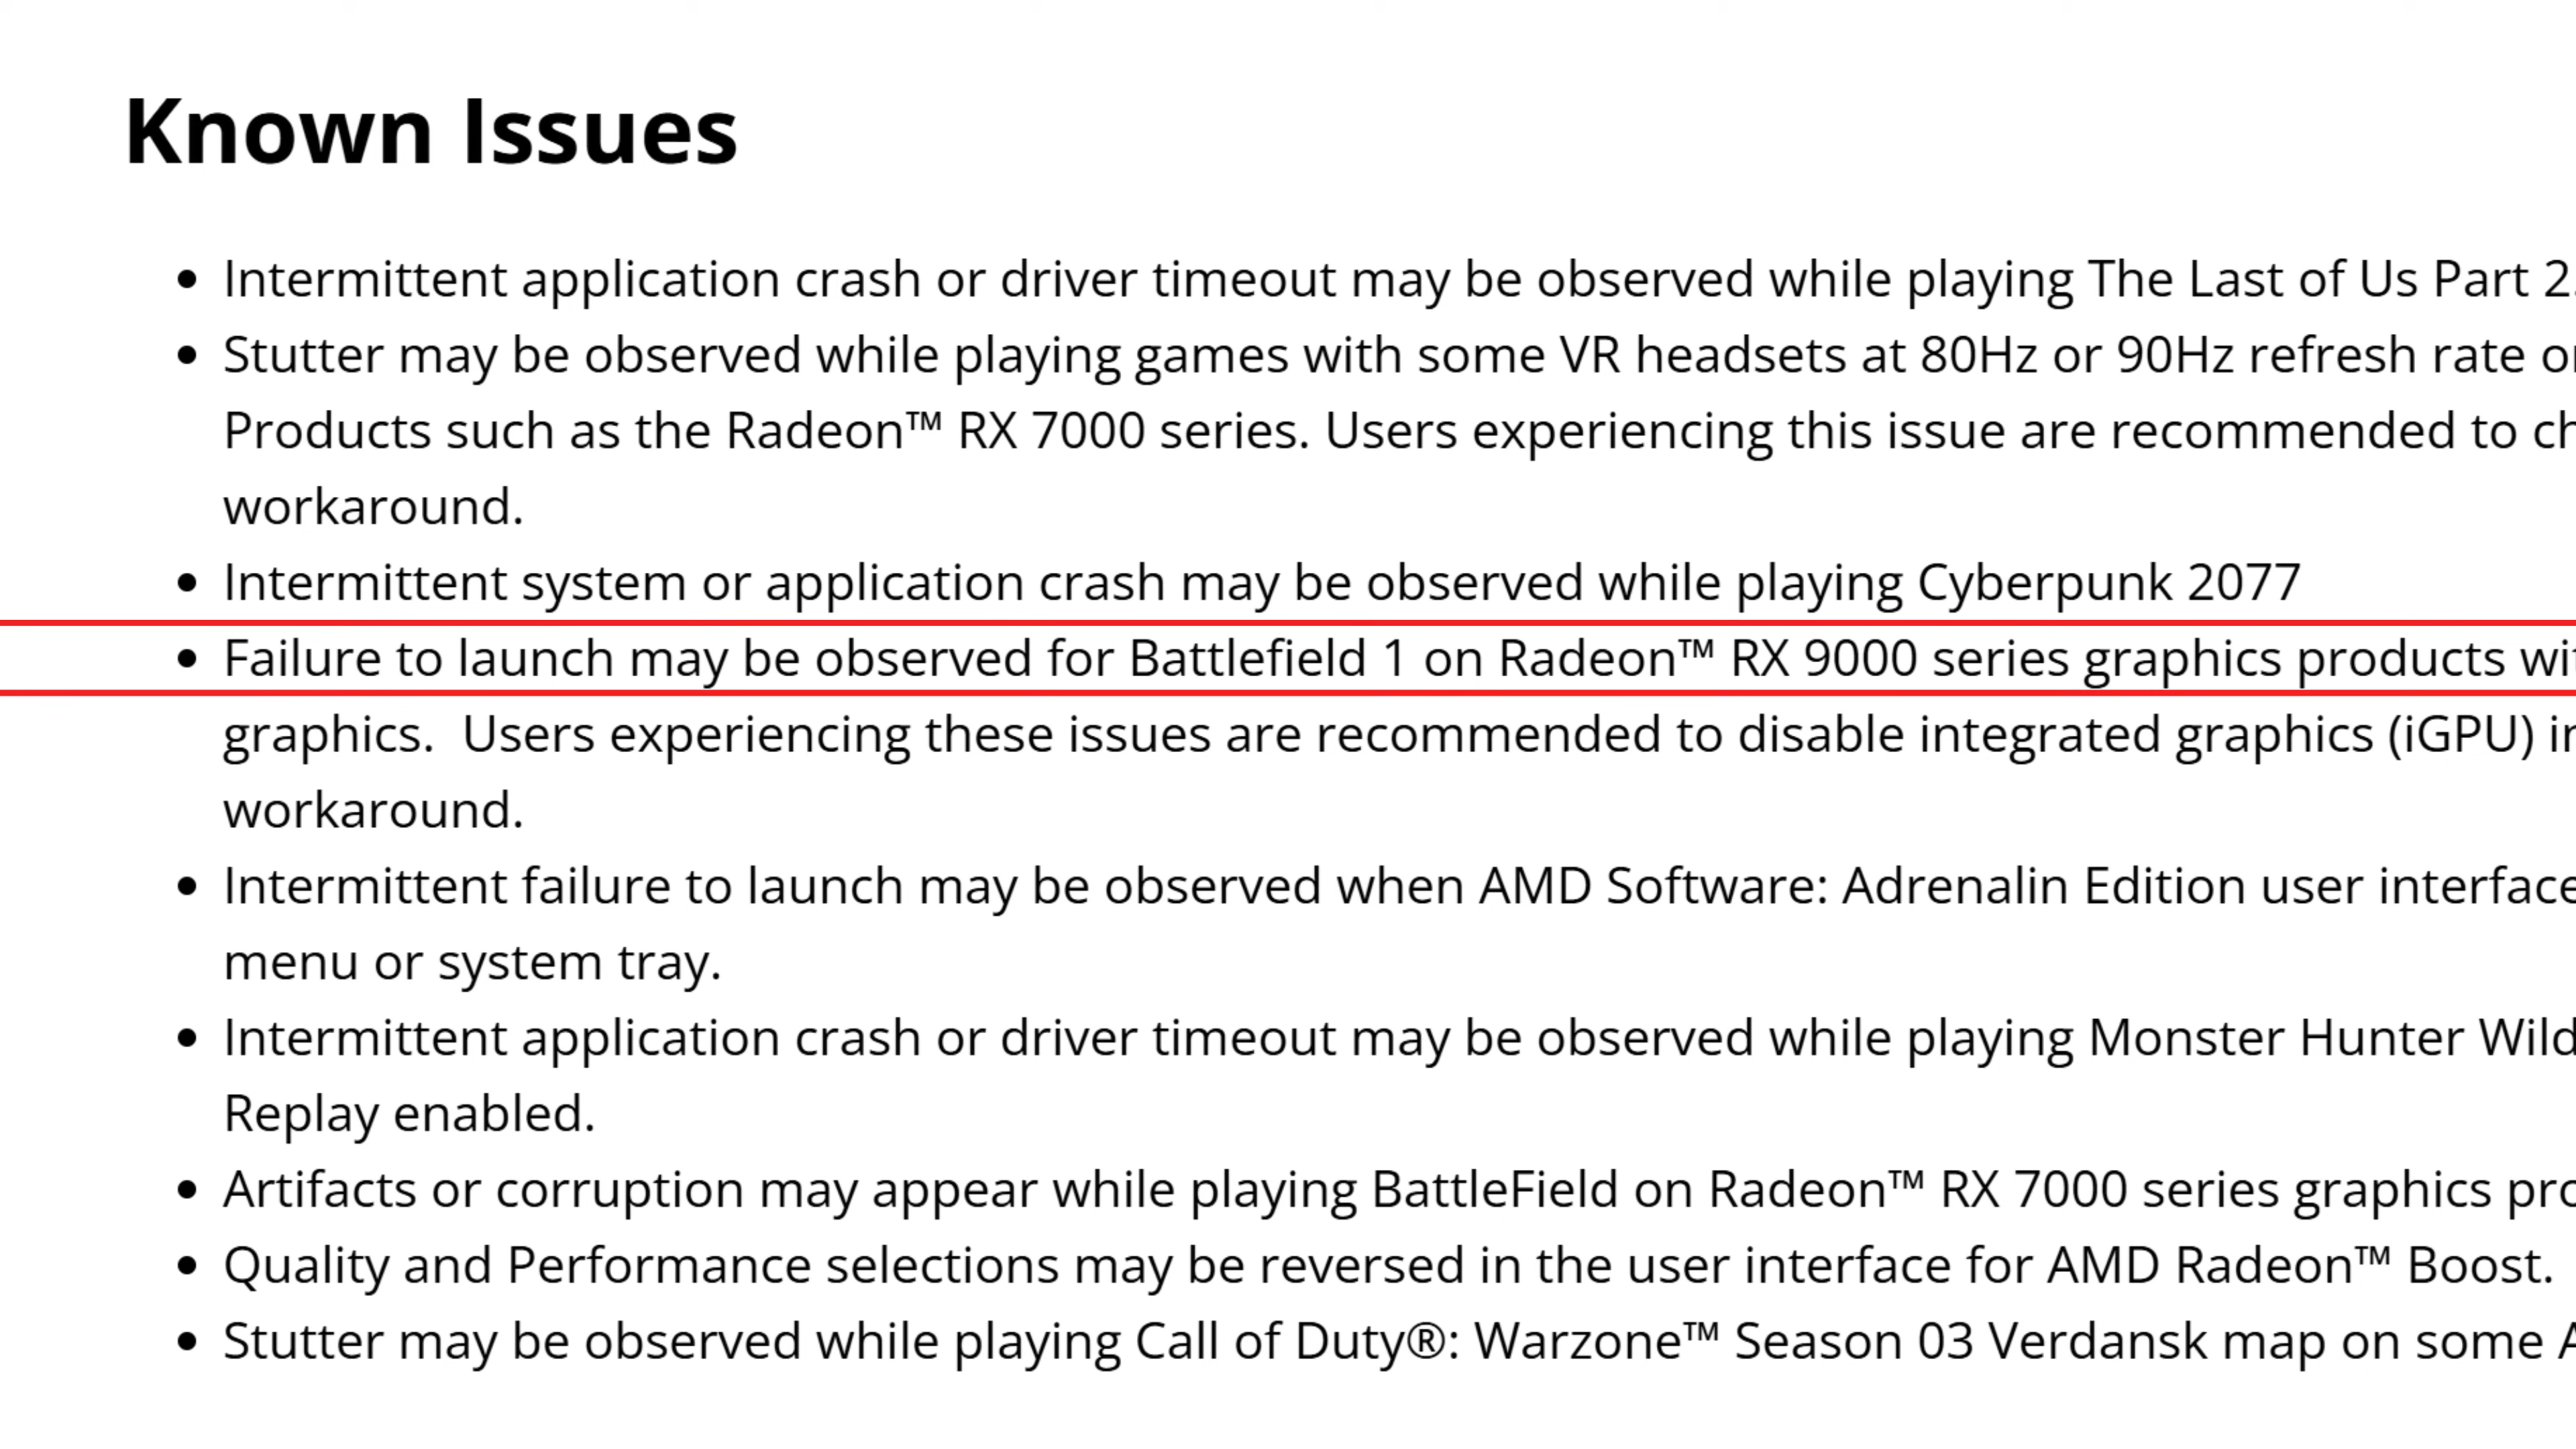 Known Issues
Intermittent application crash or driver timeout may be observed while playing The Last of Us Part 2.
Stutter may be observed while playing games with some VR headsets at 80Hz or 90Hz refresh rate
Products such as the Radeon™ RX 7000 series. Users experiencing this issue are recommended to
workaround.
Intermittent system or application crash may be observed while playing Cyberpunk 2077
Failure to launch may be observed for Battlefield 1 on Radeon™ RX 9000 series graphics products
graphics.  Users experiencing these issues are recommended to disable integrated graphics (iGPU)
workaround.
Intermittent failure to launch may be observed when AMD Software: Adrenalin Edition user interface
menu or system tray.
Intermittent application crash or driver timeout may be observed while playing Monster Hunter
Replay enabled.
Artifacts or corruption may appear while playing BattleField on Radeon™ RX 7000 series graphics
Quality and Performance selections may be reversed in the user interface for AMD Radeon™ Boost.
Stutter may be observed while playing Call of Duty®: Warzone™ Season 03 Verdansk map on some